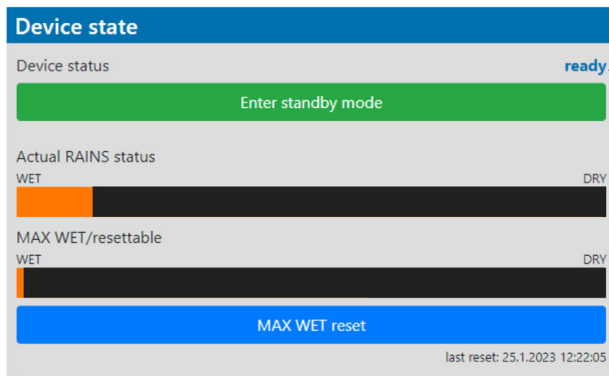 Device state
Device status ready.
Enter standby mode
Actual RAINS status
WET DRY
MAX WET/resettable
WET DRY
MAX WET reset
last reset: 25.1.2023 12:22:05